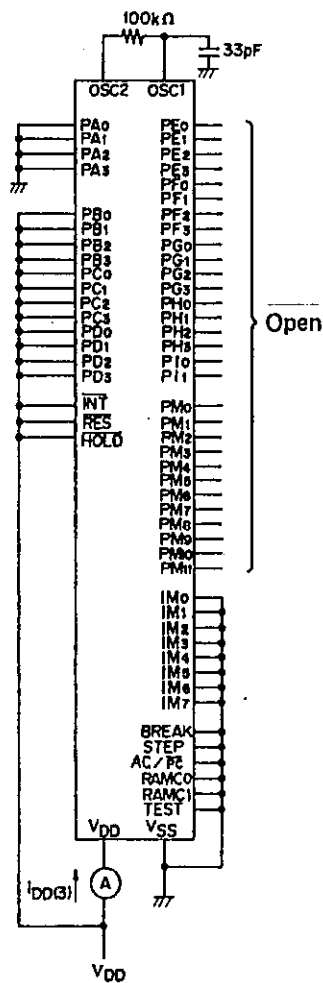 100kΩ
33pF
OSC2 OSC1
PA0
PA1
PA2
PA3
PB0
PB1
PB2
PB3
PC0
PC1
PC2
PC3
PD0
PD1
PD2
PD3
INT
RES
HOLD
PE0
PE1
PE2
PE3
PF0
PF1
PF2
PF3
PG0
PG1
PG2
PG3
PH0
PH1
PH2
PH3
PI0
PI1
Open
PM0
PM1
PM2
PM3
PM4
PM5
PM6
PM7
PM8
PM9
PM10
PM11
IM0
IM1
IM2
IM3
IM4
IM5
IM6
IM7
BREAK
STEP
AC/PC
RAMC0
RAMC1
TEST
VDD VSS
iDD(3) A
VDD